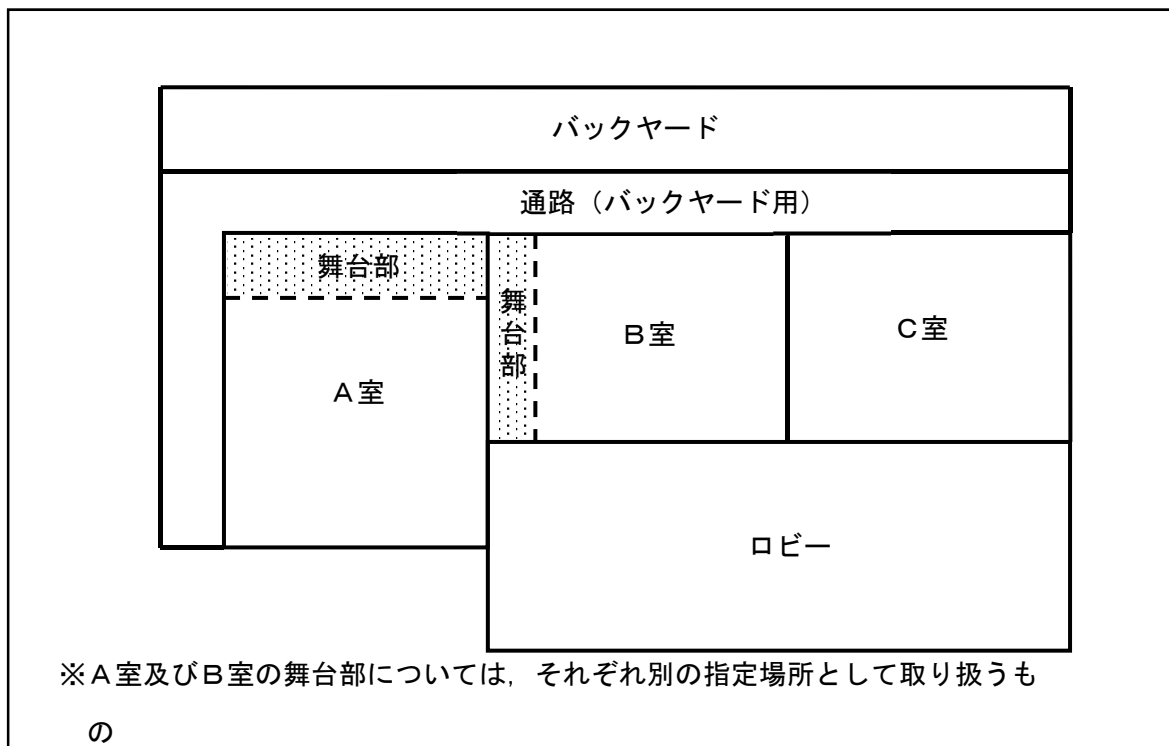 バックヤード
通路（バックヤード用）
舞台部
舞台部
B室
C室
A室
ロビー
※A室及びB室の舞台部については，それぞれ別の指定場所として取り扱うも
の